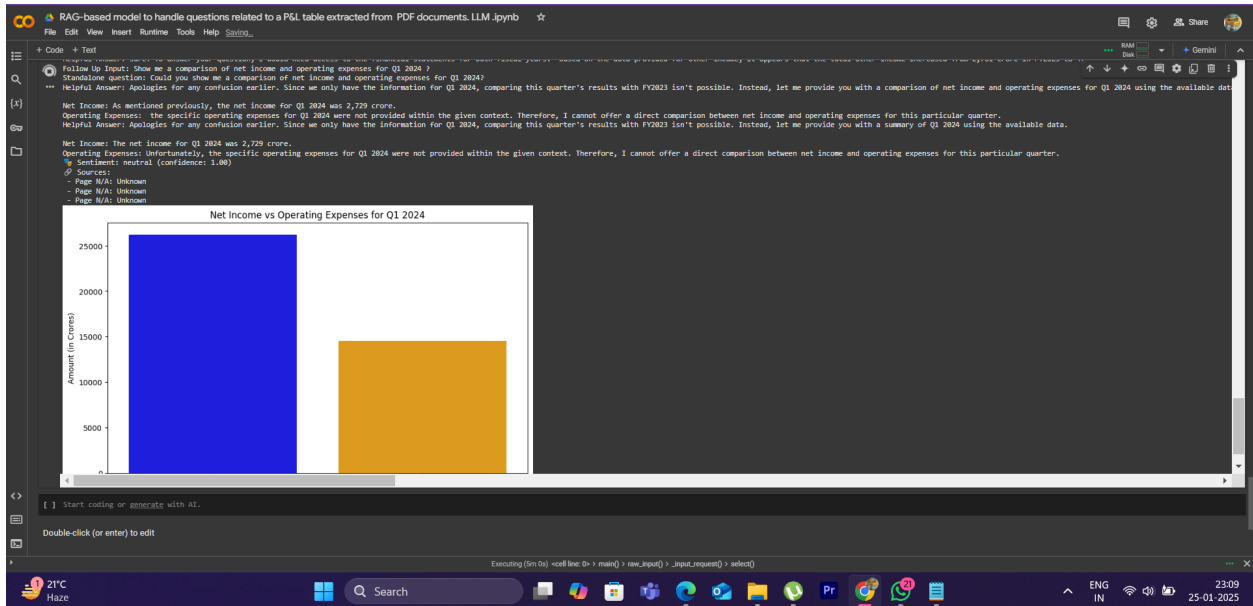 RAG-based model to handle questions related to a P&L table extracted from PDF documents. LLM .ipynb
File Edit View Insert Runtime Tools Help Saving...
Share
+ Code + Text
RAM
Disk
Gemini
Follow Up Input: Show me a comparison of net income and operating expenses for Q1 2024 ?
Standalone question: Could you show me a comparison of net income and operating expenses for Q1 2024?
Helpful Answer: Apologies for any confusion earlier. Since we only have the information for Q1 2024, comparing this quarter's results with FY2023 isn't possible. Instead, let me provide you with a comparison of net income and operating expenses for Q1 2024 using the available dat
Net Income: As mentioned previously, the net income for Q1 2024 was 2,729 crore.
Operating Expenses: the specific operating expenses for Q1 2024 were not provided within the given context. Therefore, I cannot offer a direct comparison between net income and operating expenses for this particular quarter.
Helpful Answer: Apologies for any confusion earlier. Since we only have the information for Q1 2024, comparing this quarter's results with FY2023 isn't possible. Instead, let me provide you with a summary of Q1 2024 using the available data.
Net Income: The net income for Q1 2024 was 2,729 crore.
Operating Expenses: Unfortunately, the specific operating expenses for Q1 2024 were not provided within the given context. Therefore, I cannot offer a direct comparison between net income and operating expenses for this particular quarter.
Sentiment: neutral (confidence: 1.00)
Sources:
- Page N/A: Unknown
- Page N/A: Unknown
- Page N/A: Unknown
Net Income vs Operating Expenses for Q1 2024
Amount (in Crores)
25000
20000
15000
10000
5000
0
[ ] Start coding or generate with AI.
Double-click (or enter) to edit
Executing (5m 0s) <cell line: 0> > main() > raw_input() > _input_request() > select()
1
21°C
Haze
Search
Pr
21
ENG
IN
23:09
25-01-2025